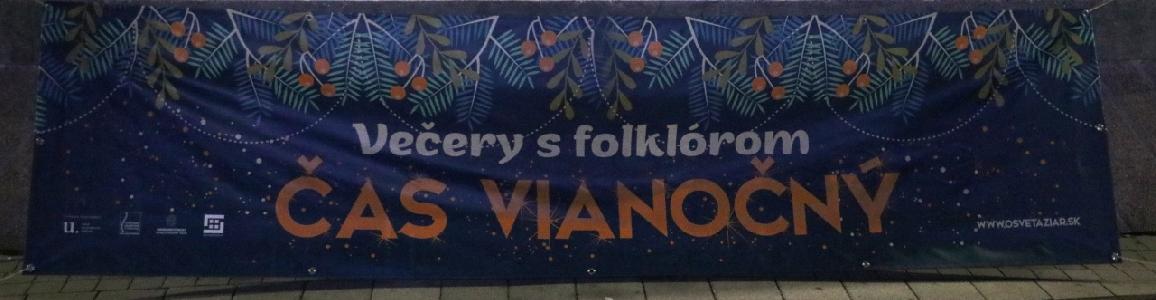 Večery s folklórom
ČAS VIANOČNÝ
u.
WWW.OSVETAZIAR.SK